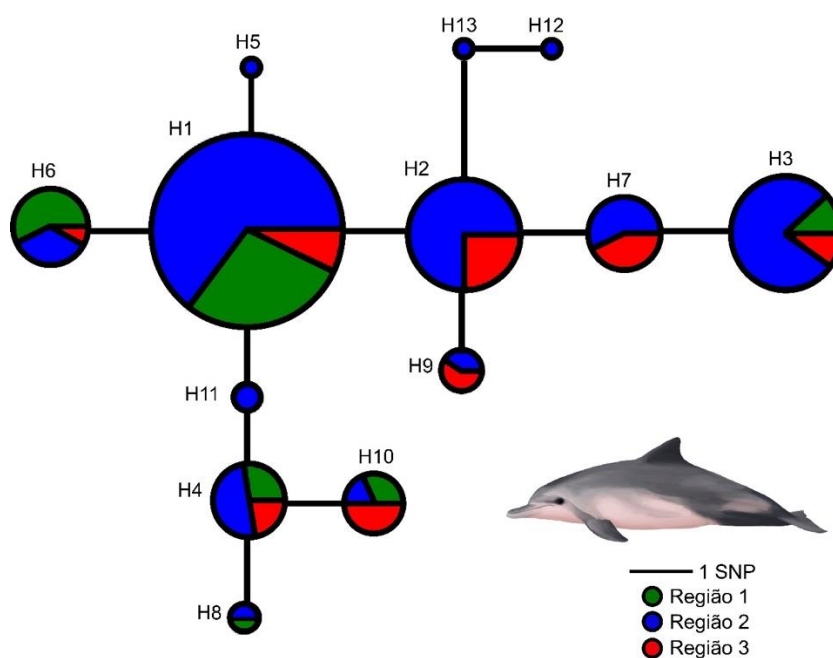 H13 H12
H5
H1
H6
H2
H7
H3
H9
H11
H10
H4
H8
1 SNP
Região 1
Região 2
Região 3